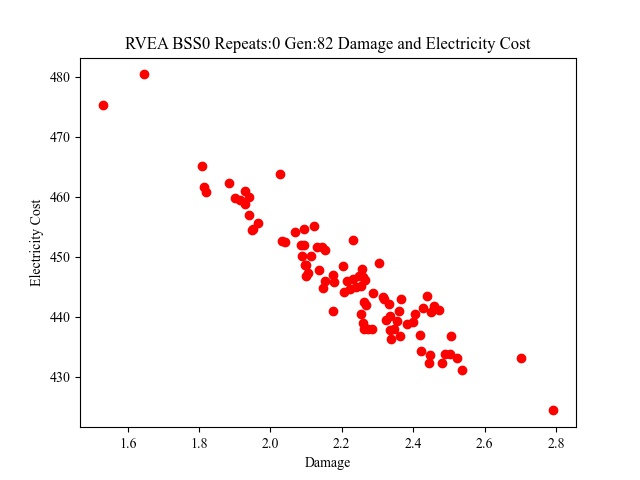 RVEA BSS0 Repeats:0 Gen:82 Damage and Electricity Cost
480
470
460
450
440
430
Electricity Cost
1.6 1.8 2.0 2.2 2.4 2.6 2.8
Damage